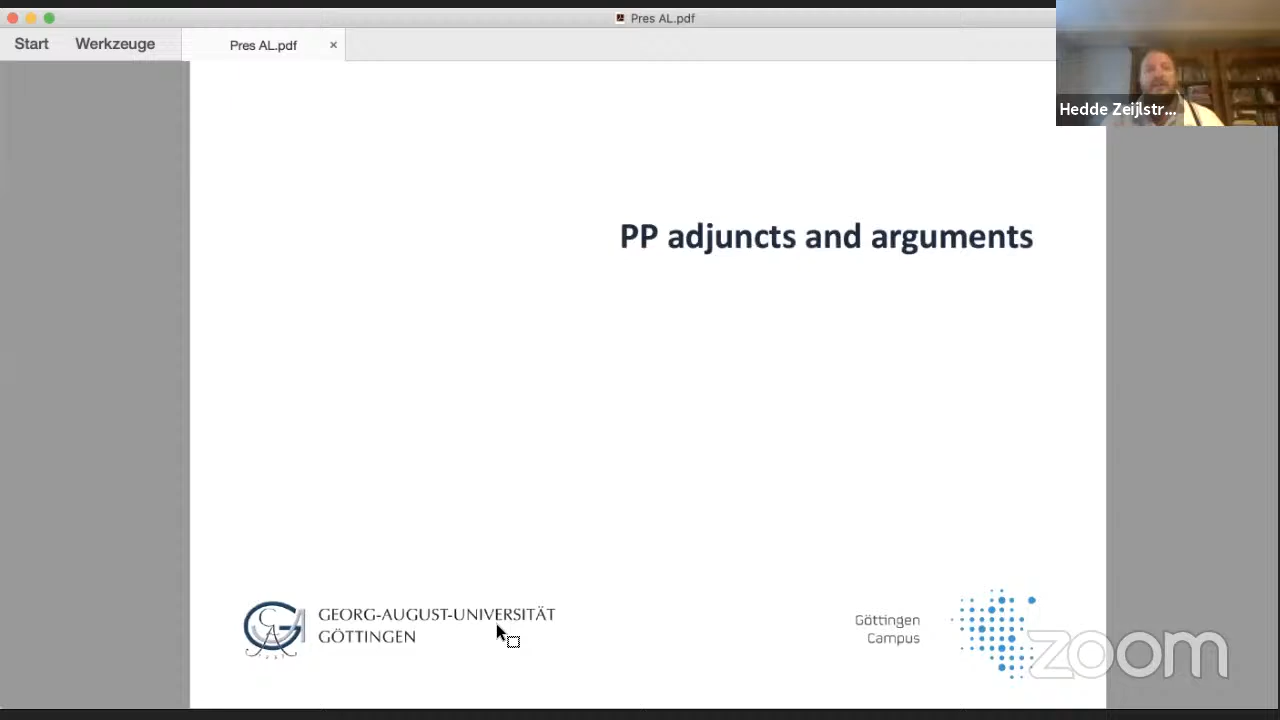 Pres AL.pdf
Start
Werkzeuge
Pres AL.pdf
×
Hedde Zeijlstr...
PP adjuncts and arguments
GEORG-AUGUST-UNIVERSITÄT
GÖTTINGEN
Göttingen
Campus
zoom